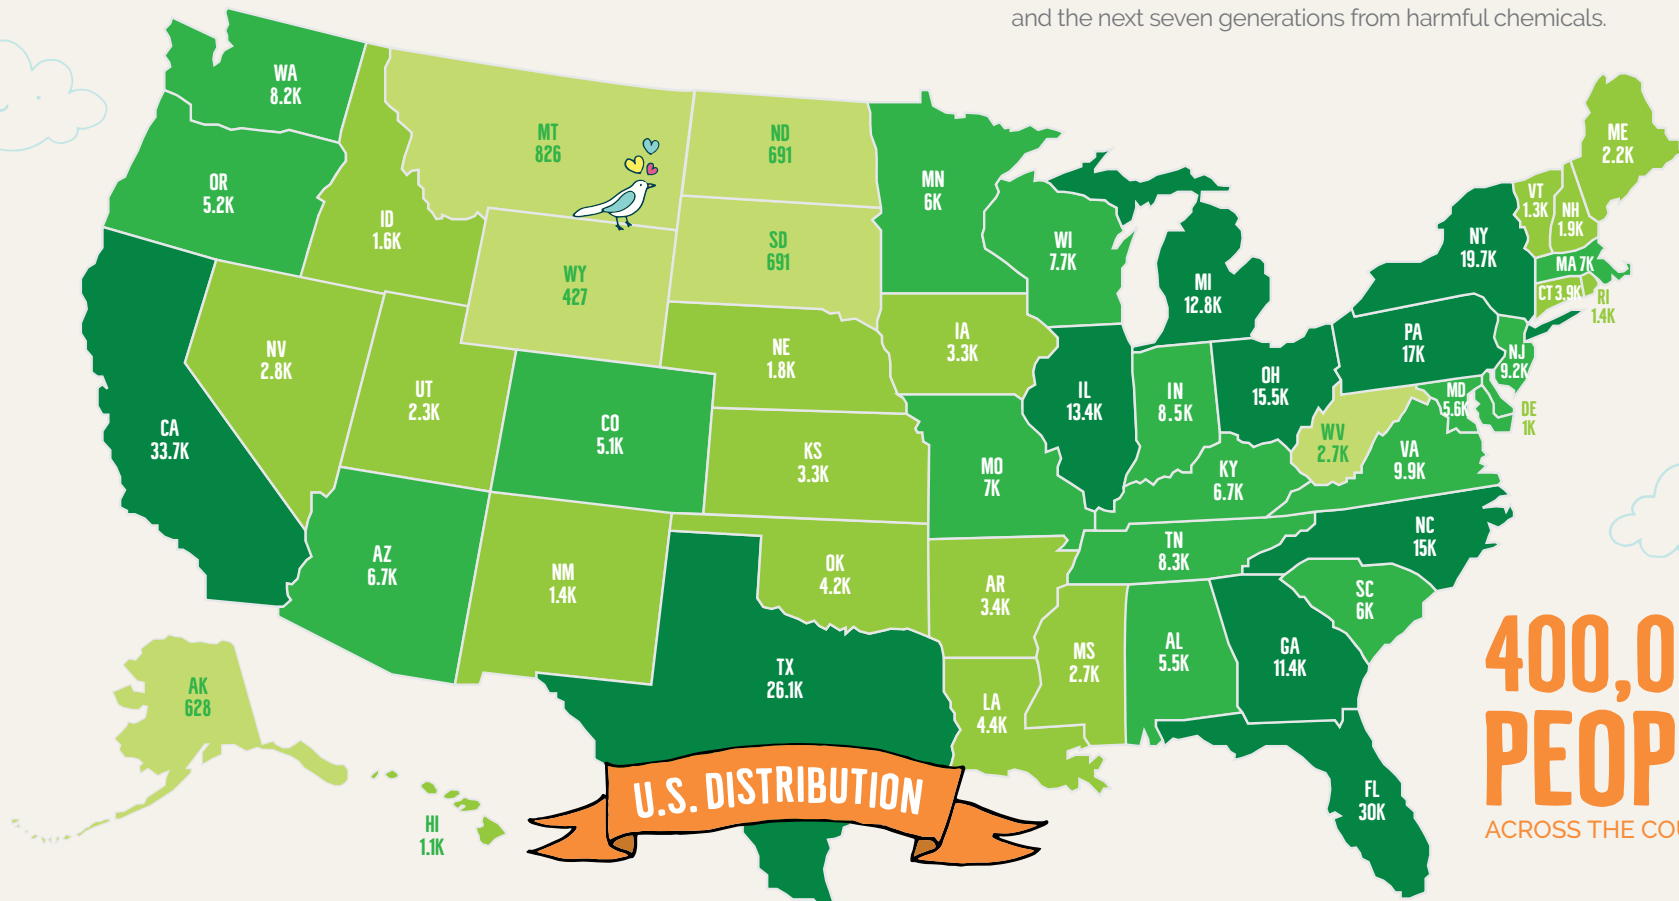 and the next seven generations from harmful chemicals.
WA
8.2K
OR
5.2K
ID
1.6K
MT
826
ND
691
MN
6K
WI
7.7K
MI
12.8K
NY
19.7K
VT
1.3K
NH
1.9K
ME
2.2K
MA 7K
CT 3.9K
RI
1.4K
SD
691
WY
427
NV
2.8K
UT
2.3K
CA
33.7K
CO
5.1K
NE
1.8K
IA
3.3K
KS
3.3K
MO
7K
IL
13.4K
IN
8.5K
OH
15.5K
PA
17K
NJ
9.2K
MD
5.6K
DE
1K
WV
2.7K
VA
9.9K
KY
6.7K
NC
15K
TN
8.3K
AZ
6.7K
NM
1.4K
OK
4.2K
AR
3.4K
SC
6K
MS
2.7K
AL
5.5K
GA
11.4K
TX
26.1K
LA
4.4K
FL
30K
AK
628
HI
1.1K
U.S. DISTRIBUTION
400,0
PEOP
ACROSS THE COU